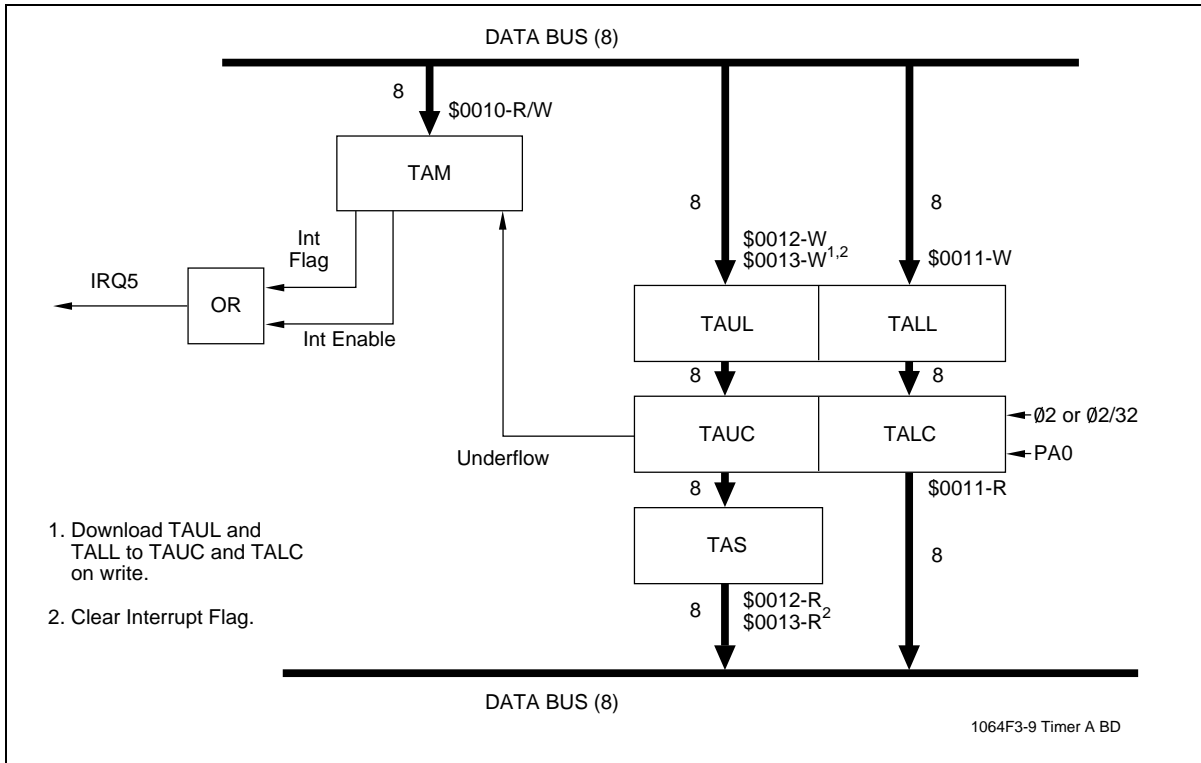 DATA BUS (8)
8
$0010-R/W
TAM
8
8
Int
Flag
$0012-W
$0013-W1,2
$0011-W
IRQ5
OR
Int Enable
TAUL
TALL
8
8
TAUC
TALC
Ø2 or Ø2/32
PA0
Underflow
8
$0011-R
1. Download TAUL and
TALL to TAUC and TALC
on write.
TAS
8
2. Clear Interrupt Flag.
8
$0012-R
$0013-R2
DATA BUS (8)
1064F3-9 Timer A BD